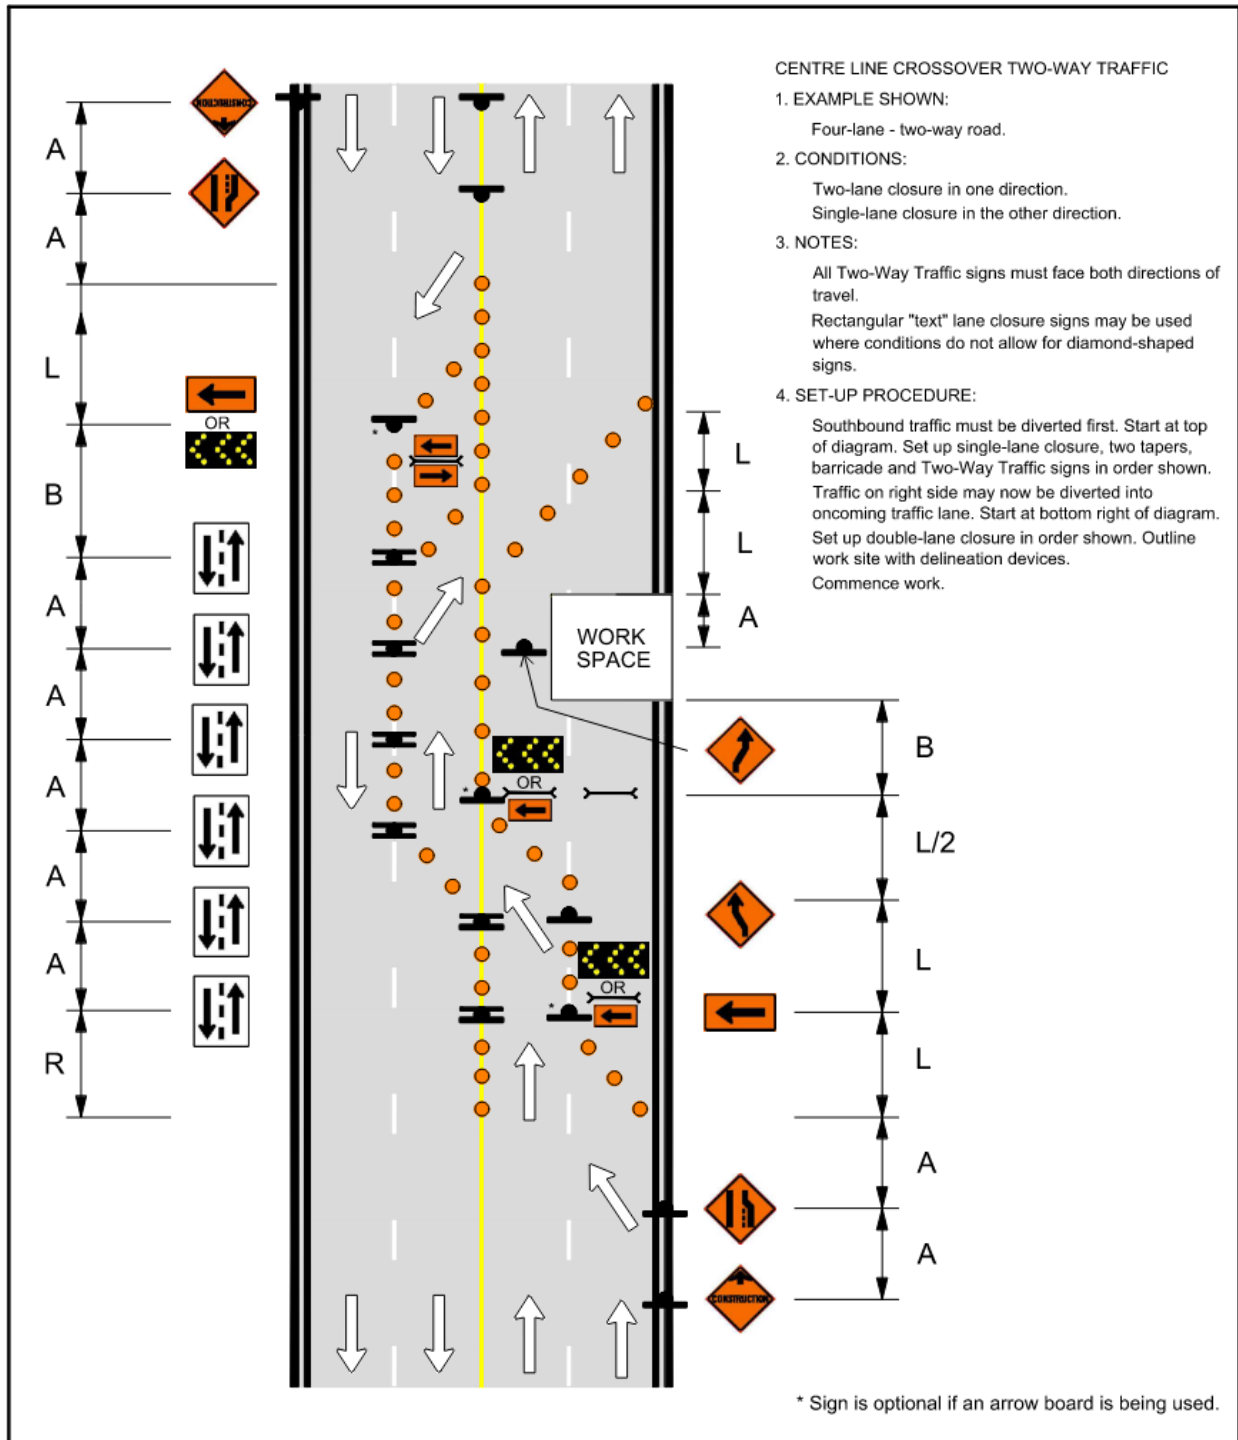 CENTRE LINE CROSSOVER TWO-WAY TRAFFIC
1. EXAMPLE SHOWN:
Four-lane - two-way road.
2. CONDITIONS:
Two-lane closure in one direction.
Single-lane closure in the other direction.
3. NOTES:
All Two-Way Traffic signs must face both directions of
travel.
Rectangular "text" lane closure signs may be used
where conditions do not allow for diamond-shaped
signs.
4. SET-UP PROCEDURE:
Southbound traffic must be diverted first. Start at top
of diagram. Set up single-lane closure, two tapers,
barricade and Two-Way Traffic signs in order shown.
Traffic on right side may now be diverted into
oncoming traffic lane. Start at bottom right of diagram.
Set up double-lane closure in order shown. Outline
work site with delineation devices.
Commence work.
CONSTRUCTION
A
A
L
OR
B
A
A
A
A
A
R
*
L
L
A
WORK
SPACE
B
OR
*
L/2
L
OR
*
L
A
A
CONSTRUCTION
* Sign is optional if an arrow board is being used.